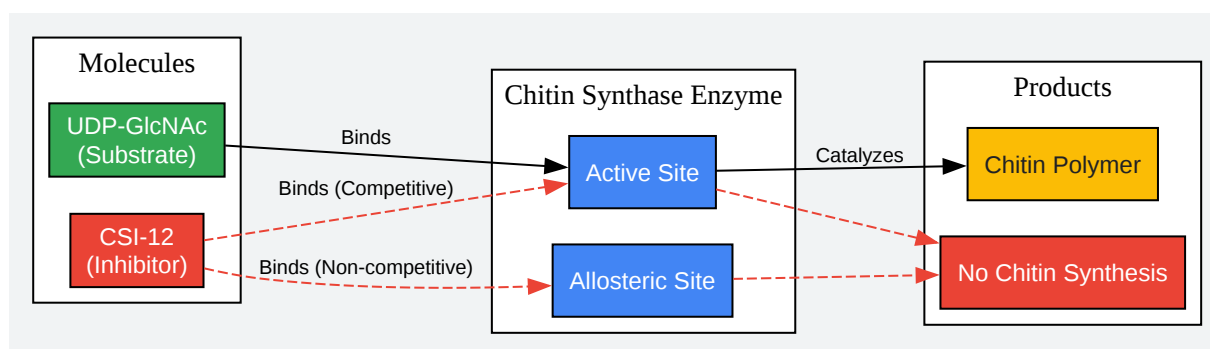 Molecules
UDP-GlcNAc
(Substrate)
CSI-12
(Inhibitor)
Binds
Binds (Competitive)
Binds (Non-competitive)
Chitin Synthase Enzyme
Active Site
Allosteric Site
Catalyzes
Products
Chitin Polymer
No Chitin Synthesis